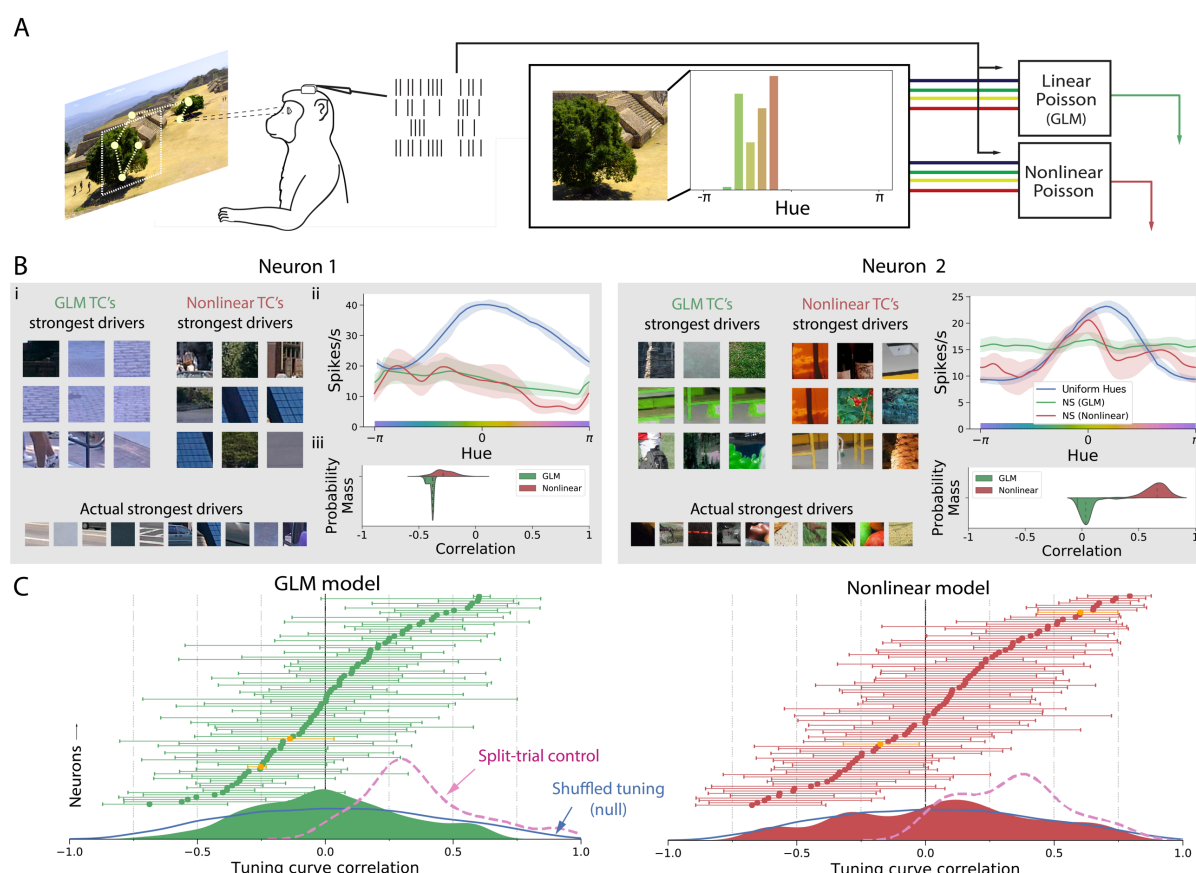 A
-π
π
Hue
Linear
Poisson
(GLM)
Nonlinear
Poisson
B
Neuron 1
i
GLM TC's
strongest drivers
Nonlinear TC's
strongest drivers
Actual strongest drivers
ii
Spikes/s
40
30
20
10
0
−π
0
π
Hue
iii
Probability
Mass
GLM
Nonlinear
-1
-0.5
0
0.5
1
Correlation
Neuron 2
GLM TC's
strongest drivers
Nonlinear TC's
strongest drivers
Actual strongest drivers
Spikes/s
25
20
15
10
5
0
Uniform Hues
NS (GLM)
NS (Nonlinear)
−π
0
π
Hue
Probability
Mass
GLM
Nonlinear
-1
-0.5
0
0.5
1
Correlation
C
GLM model
Neurons
Split-trial control
Shuffled tuning
(null)
−1.0
−0.5
0.0
0.5
1.0
Tuning curve correlation
Nonlinear model
−1.0
−0.5
0.0
0.5
1.0
Tuning curve correlation